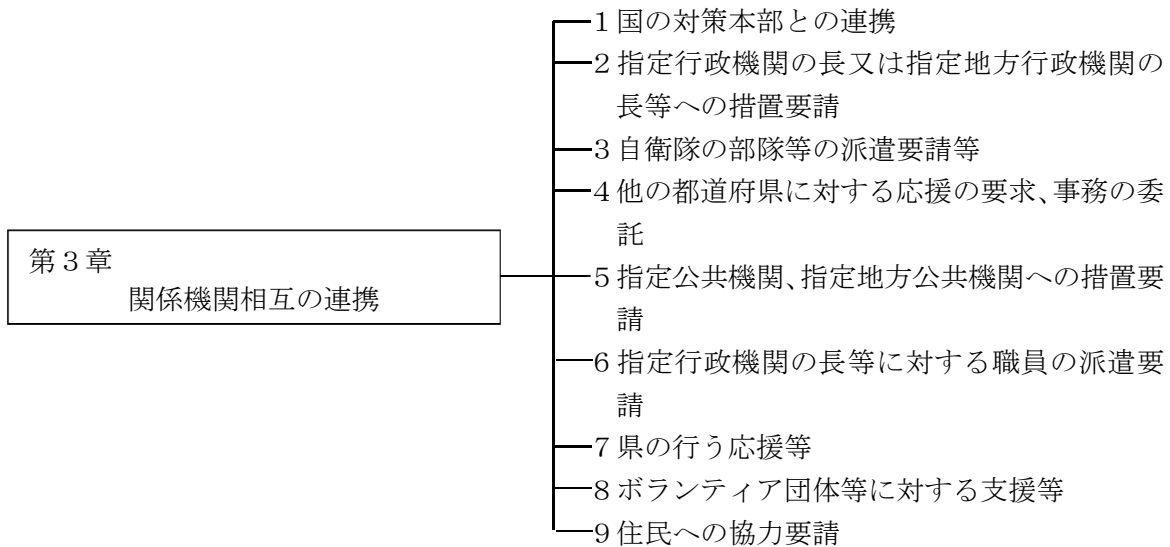 第３章
関係機関相互の連携
１国の対策本部との連携
２指定行政機関の長又は指定地方行政機関の
長等への措置要請
３自衛隊の部隊等の派遣要請等
４他の都道府県に対する応援の要求、事務の委
託
５指定公共機関、指定地方公共機関への措置要
請
６指定行政機関の長等に対する職員の派遣要
請
７県の行う応援等
８ボランティア団体等に対する支援等
９住民への協力要請